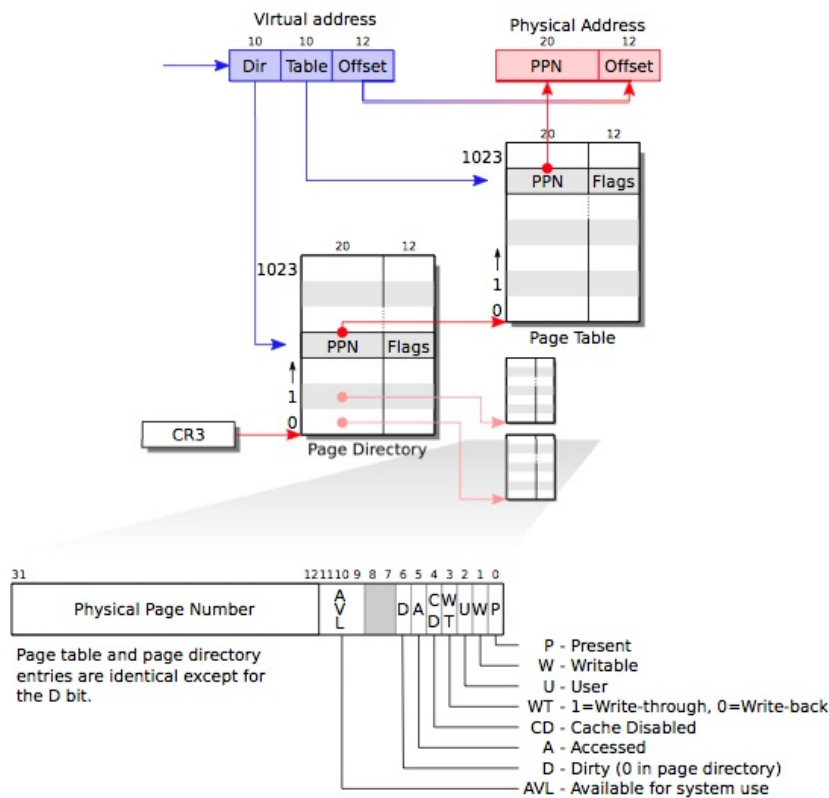 Virtual address
10 10 12
Dir Table Offset
Physical Address
20 12
PPN Offset
20 12
1023
PPN Flags
1
0
Page Table
20 12
1023
PPN Flags
1
0
CR3
Page Directory
31 121110 9 8 7 6 5 4 3 2 1 0
Physical Page Number AVL D A CD WT U W P
Page table and page directory
entries are identical except for
the D bit.
P - Present
W - Writable
U - User
WT - 1=Write-through, 0=Write-back
CD - Cache Disabled
A - Accessed
D - Dirty (0 in page directory)
AVL - Available for system use